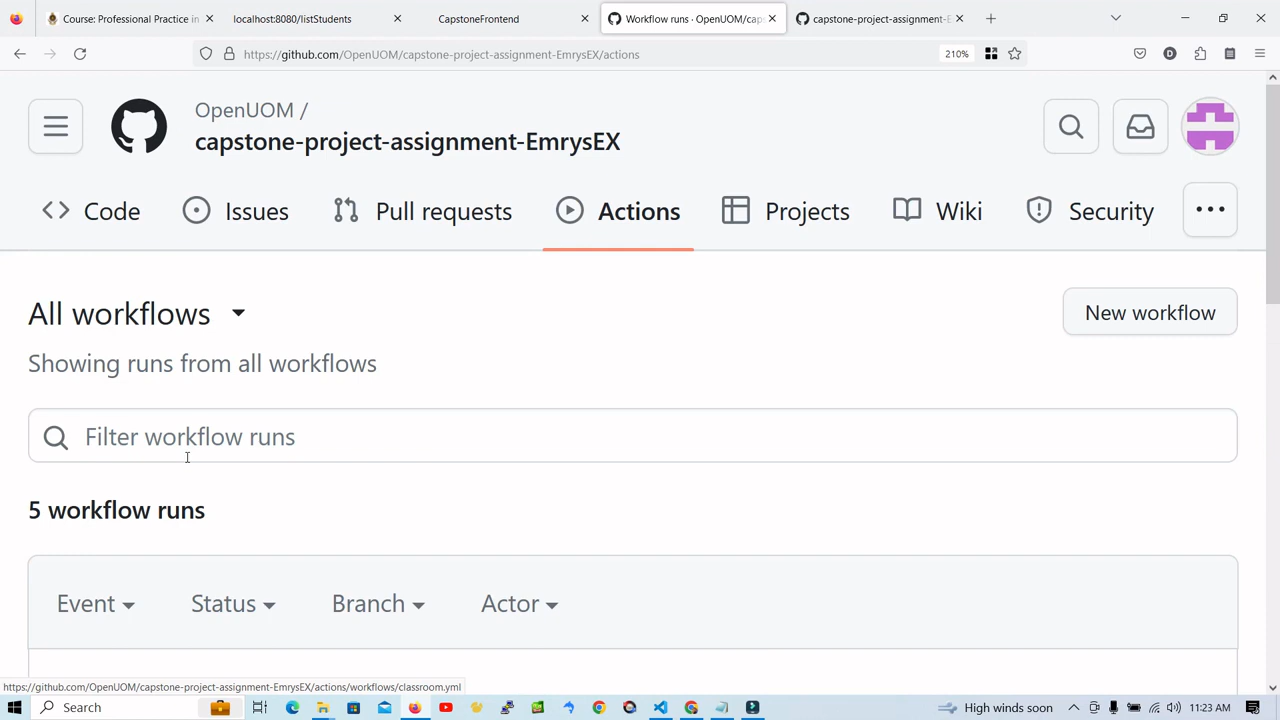 Course: Professional Practice in
localhost:8080/listStudents
CapstoneFrontend
Workflow runs · OpenUOM/cap
capstone-project-assignment-E
https://github.com/OpenUOM/capstone-project-assignment-EmrysEX/actions
210%
D
OpenUOM /
capstone-project-assignment-EmrysEX
Code
Issues
Pull requests
Actions
Projects
Wiki
Security
All workflows
New workflow
Showing runs from all workflows
Filter workflow runs
5 workflow runs
Event
Status
Branch
Actor
https://github.com/OpenUOM/capstone-project-assignment-EmrysEX/actions/workflows/classroom.yml
Search
High winds soon
11:23 AM